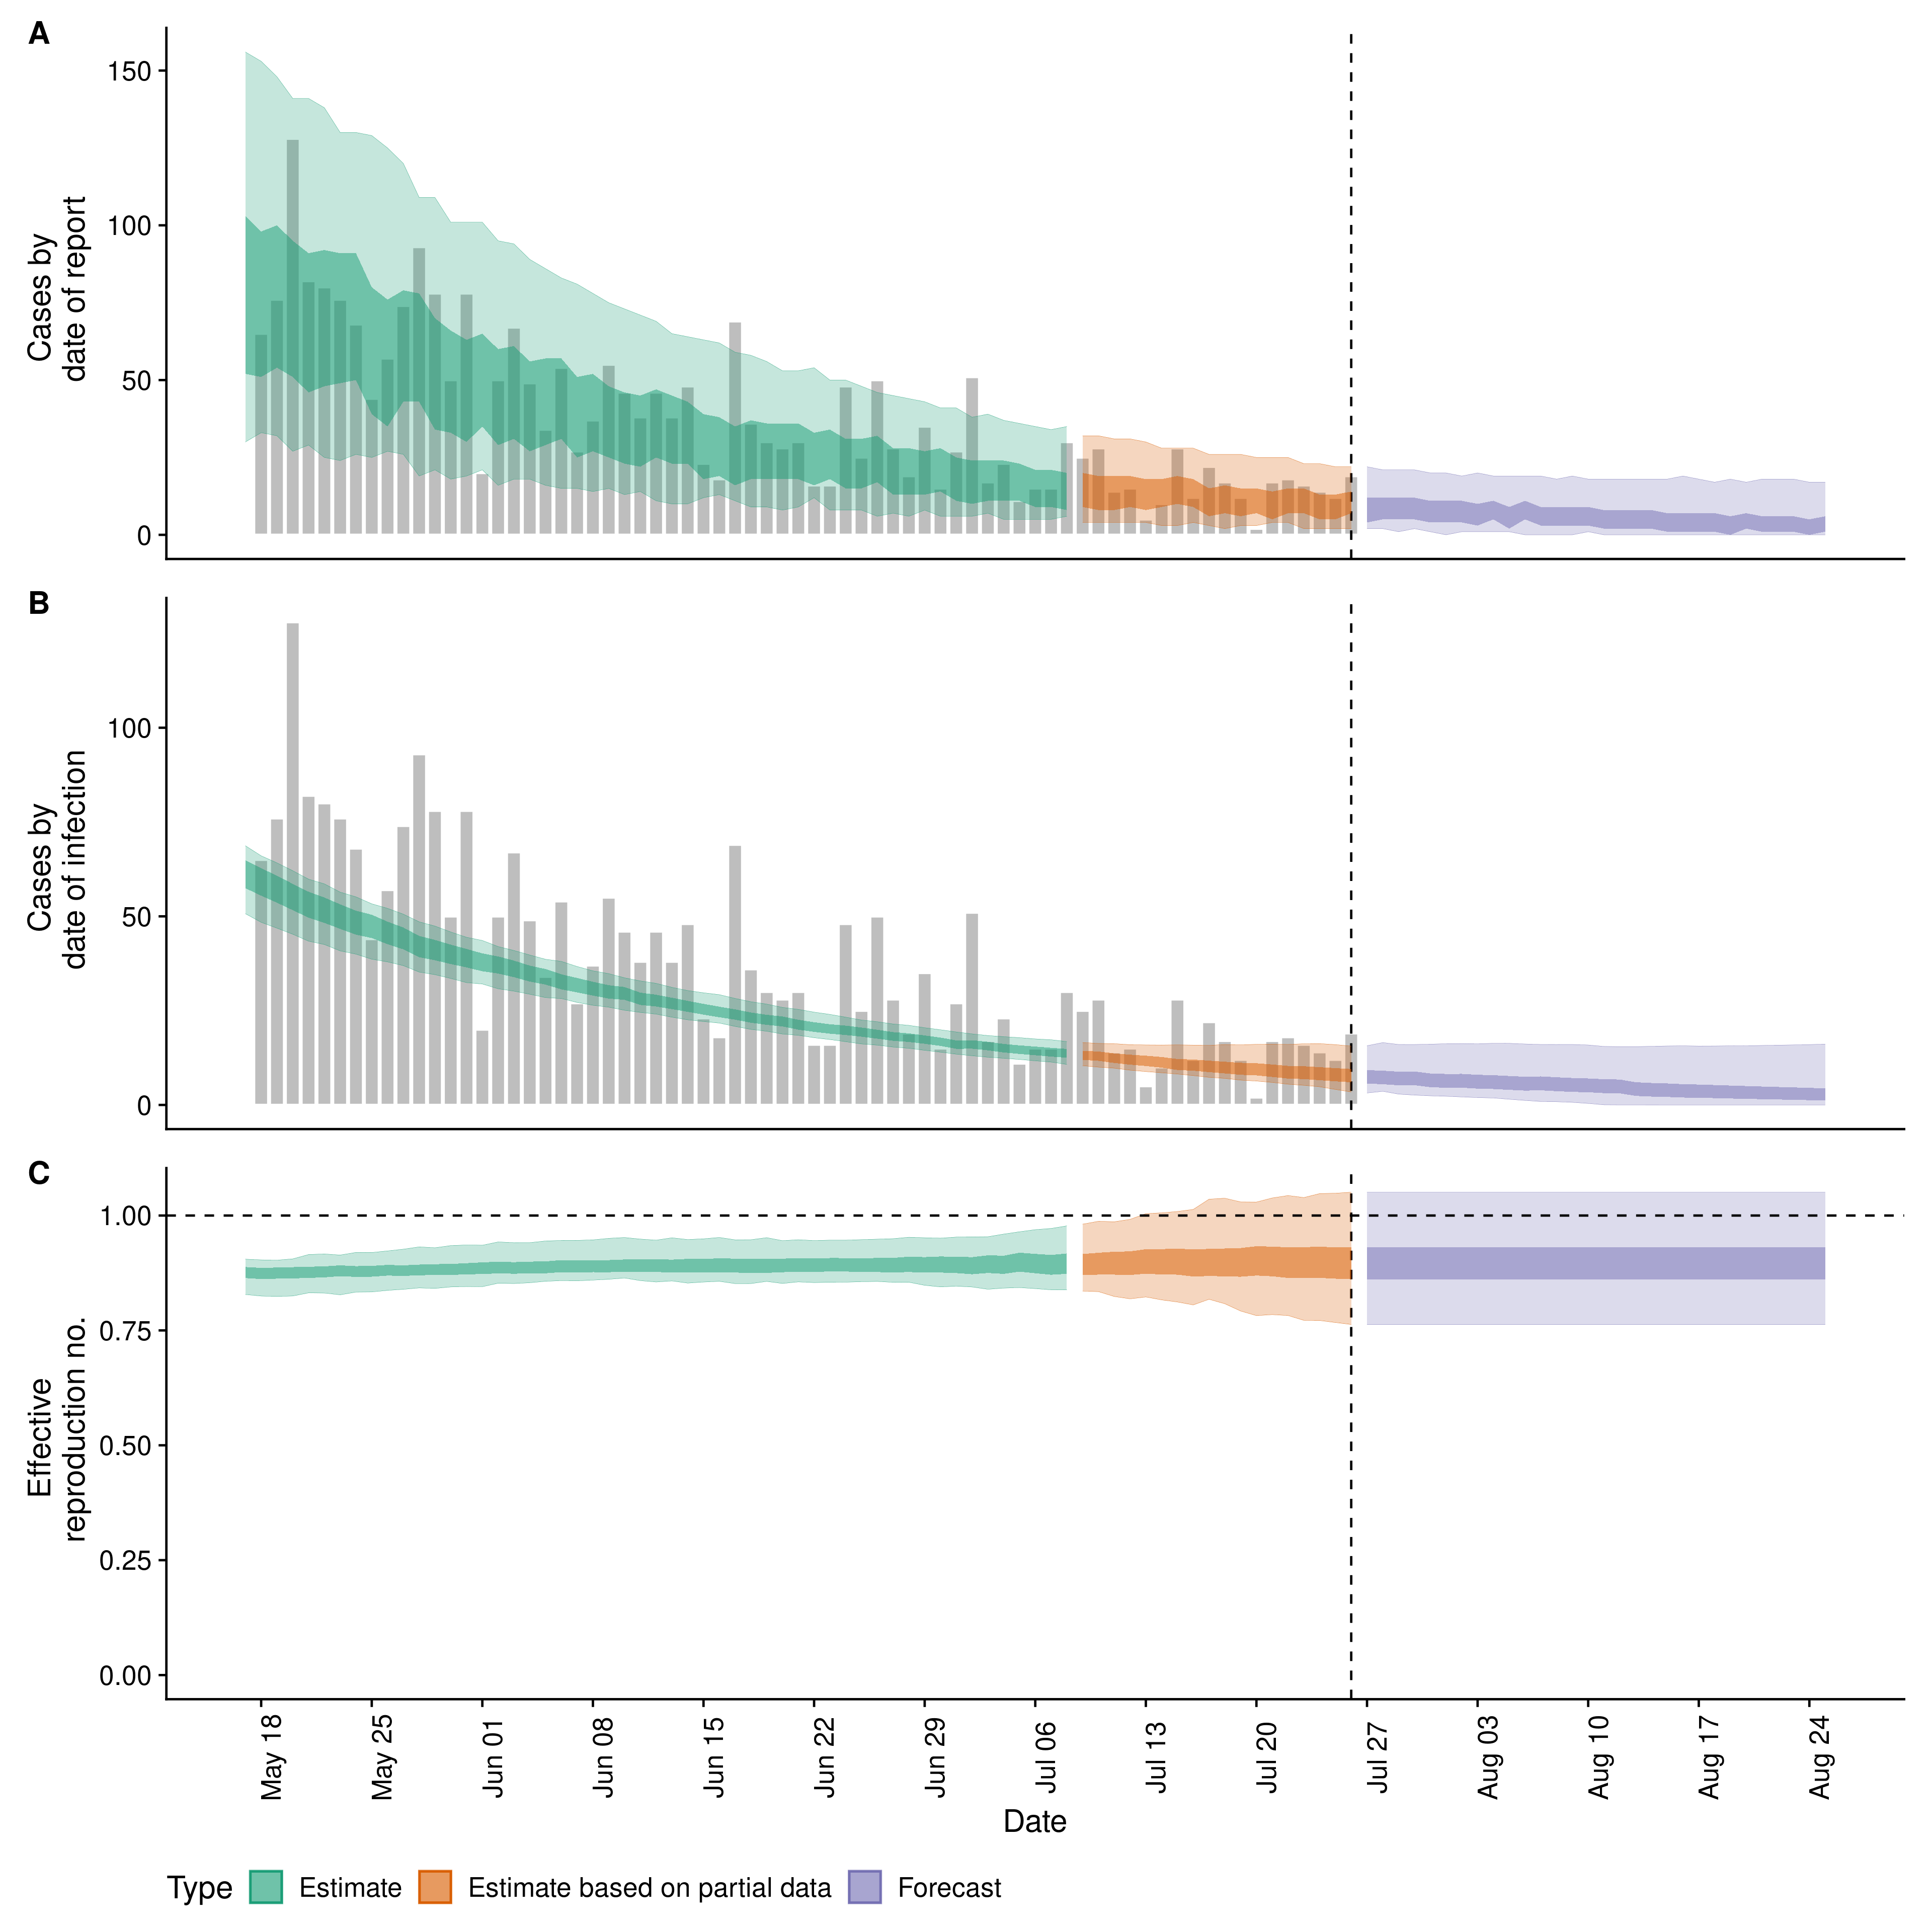 A
150
100
50
0
Cases by
date of report
B
100
50
0
Cases by
date of infection
C
1.00
0.75
0.50
0.25
0.00
Effective
reproduction no.
May 18
May 25
Jun 01
Jun 08
Jun 15
Jun 22
Jun 29
Jul 06
Jul 13
Jul 20
Jul 27
Aug 03
Aug 10
Aug 17
Aug 24
Date
Type Estimate Estimate based on partial data Forecast